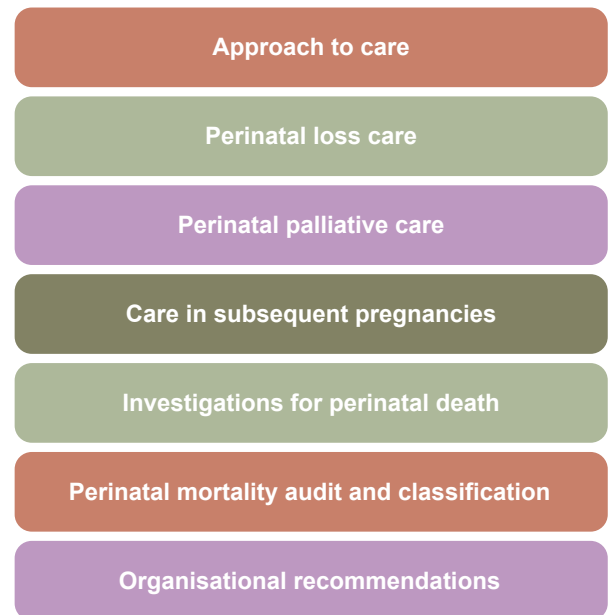 Approach to care
Perinatal loss care
Perinatal palliative care
Care in subsequent pregnancies
Investigations for perinatal death
Perinatal mortality audit and classification
Organisational recommendations